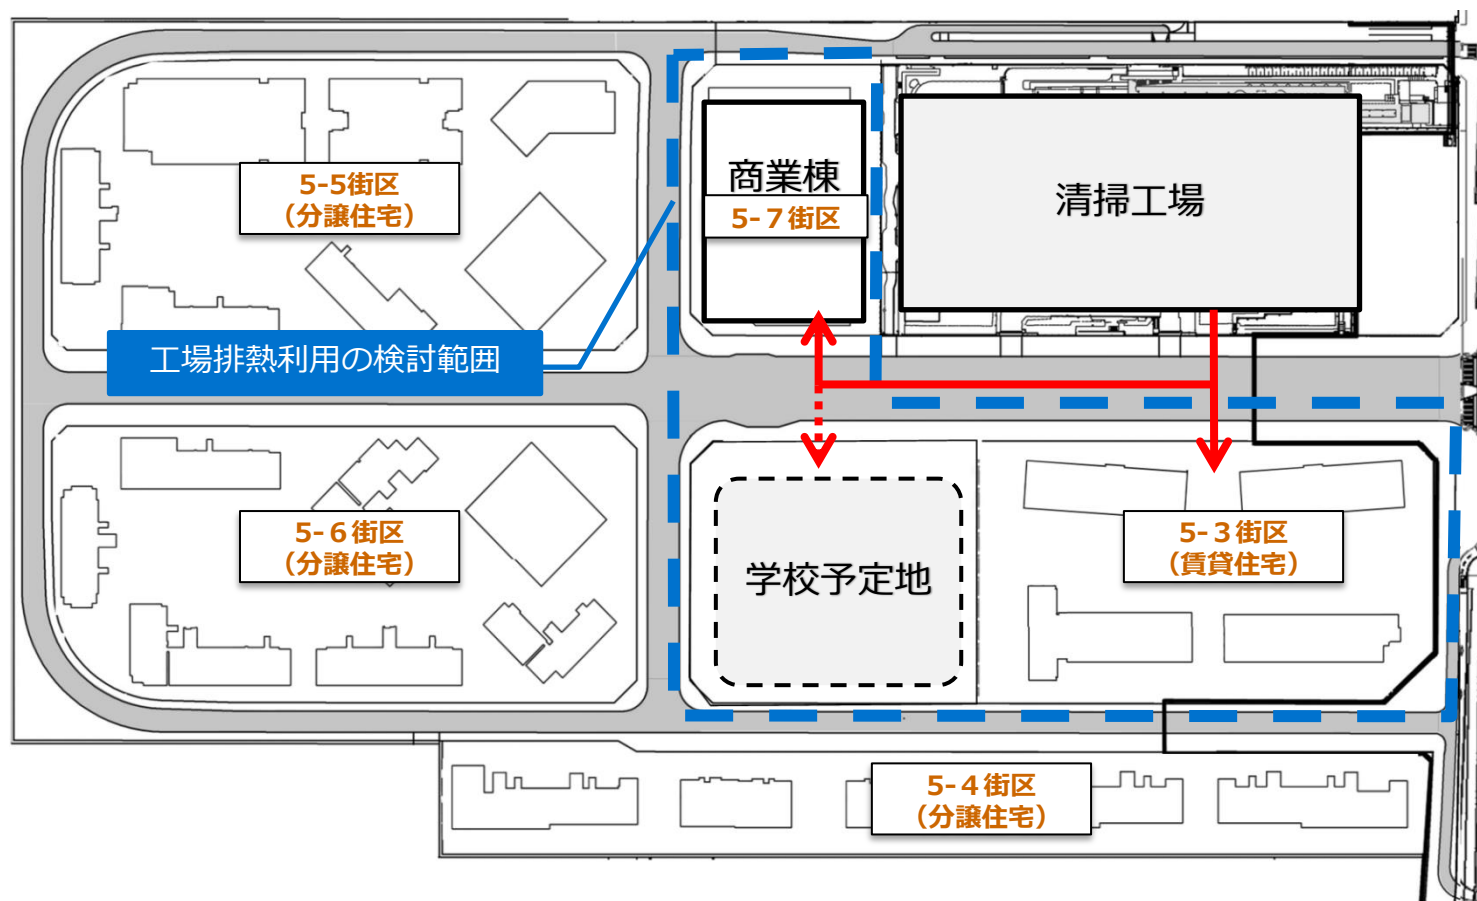 5-5街区
（分譲住宅）
商業棟
5-７街区
清掃工場
工場排熱利用の検討範囲
5-６街区
（分譲住宅）
学校予定地
5-３街区
（賃貸住宅）
5-４街区
（分譲住宅）